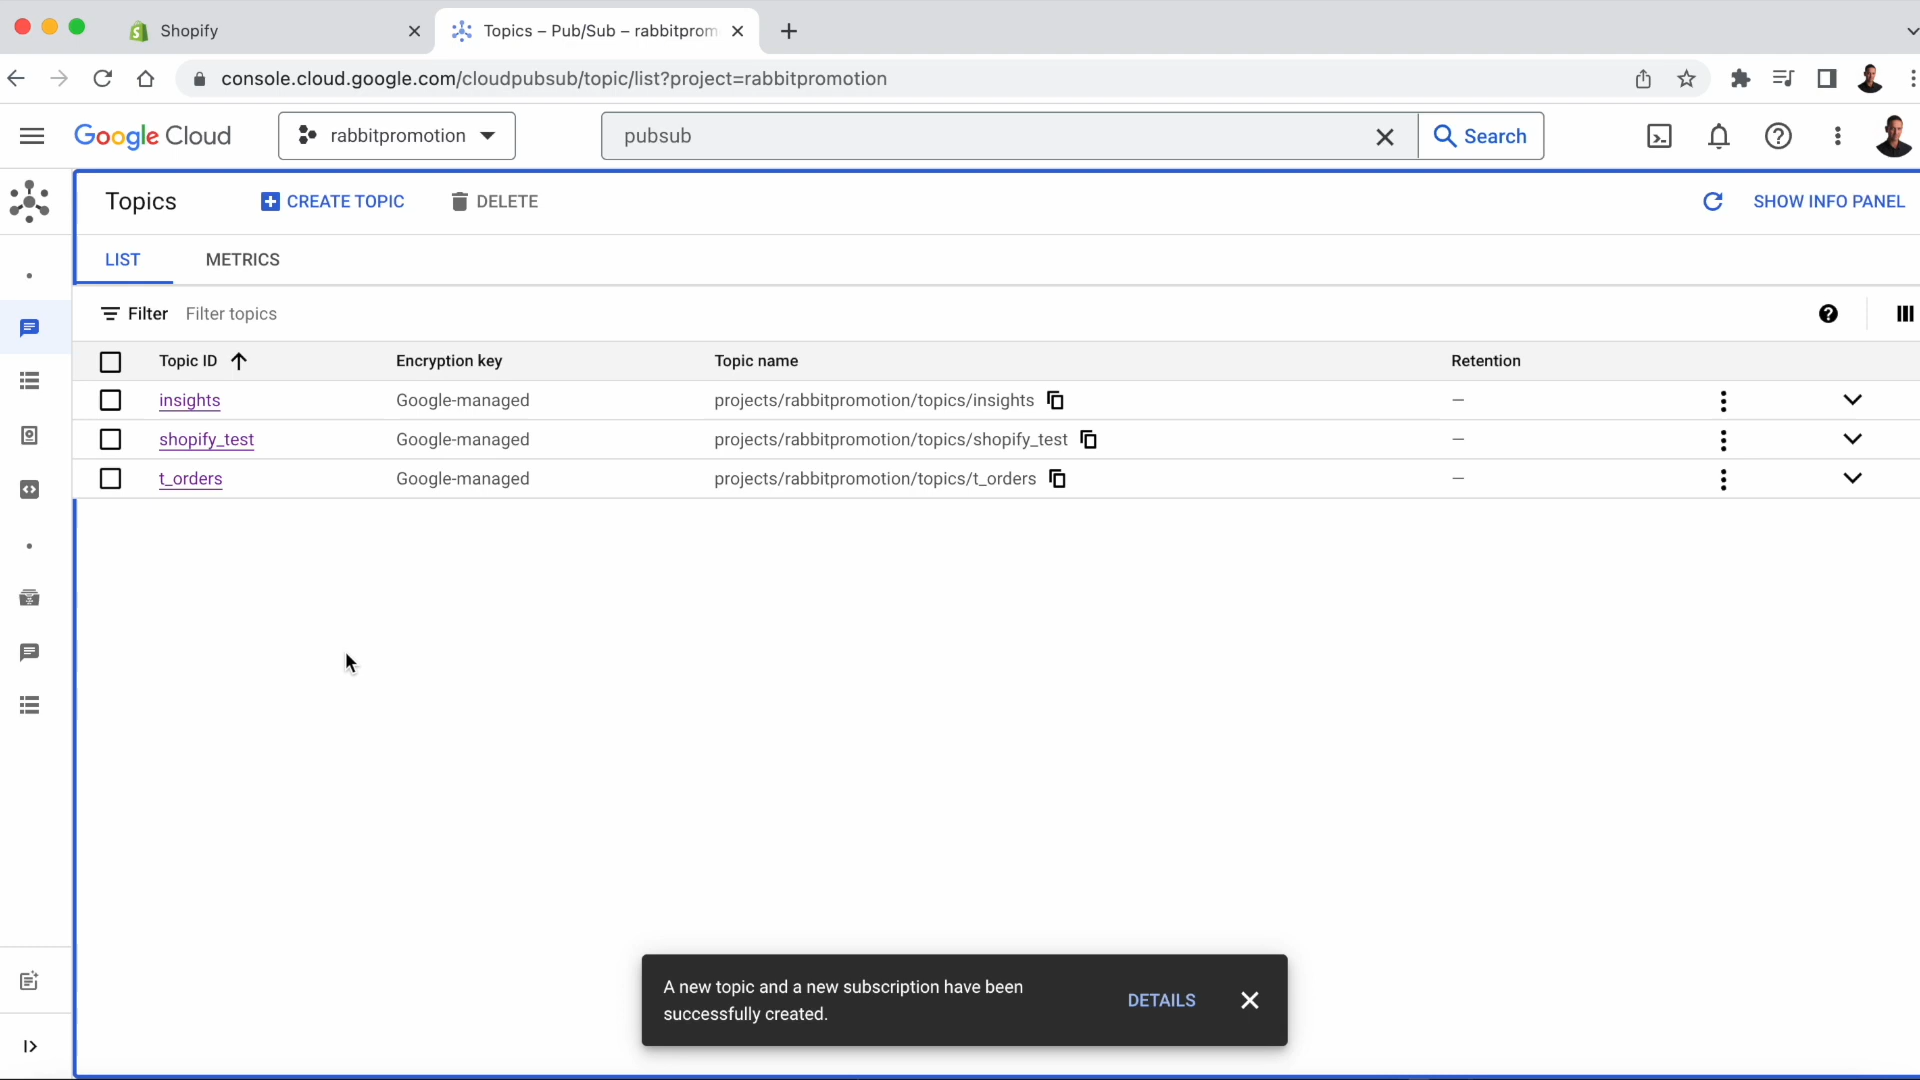 Shopify
Topics – Pub/Sub – rabbitprom
console.cloud.google.com/cloudpubsub/topic/list?project=rabbitpromotion
Google Cloud
rabbitpromotion
pubsub
Search
Topics
CREATE TOPIC
DELETE
SHOW INFO PANEL
LIST
METRICS
Filter Filter topics
Topic ID Encryption key Topic name Retention
insights Google-managed projects/rabbitpromotion/topics/insights —
shopify_test Google-managed projects/rabbitpromotion/topics/shopify_test —
t_orders Google-managed projects/rabbitpromotion/topics/t_orders —
A new topic and a new subscription have been
successfully created.
DETAILS